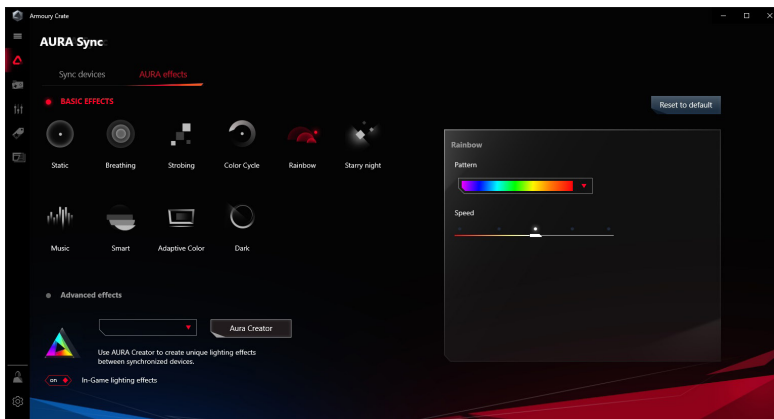 Armoury Crate
AURA Sync
Sync devices
AURA effects
BASIC EFFECTS
Reset to default
Static
Breathing
Strobing
Color Cycle
Rainbow
Starry night
Music
Smart
Adaptive Color
Dark
Rainbow
Pattern
Speed
Advanced effects
Aura Creator
Use AURA Creator to create unique lighting effects
between synchronized devices.
on
In-Game lighting effects